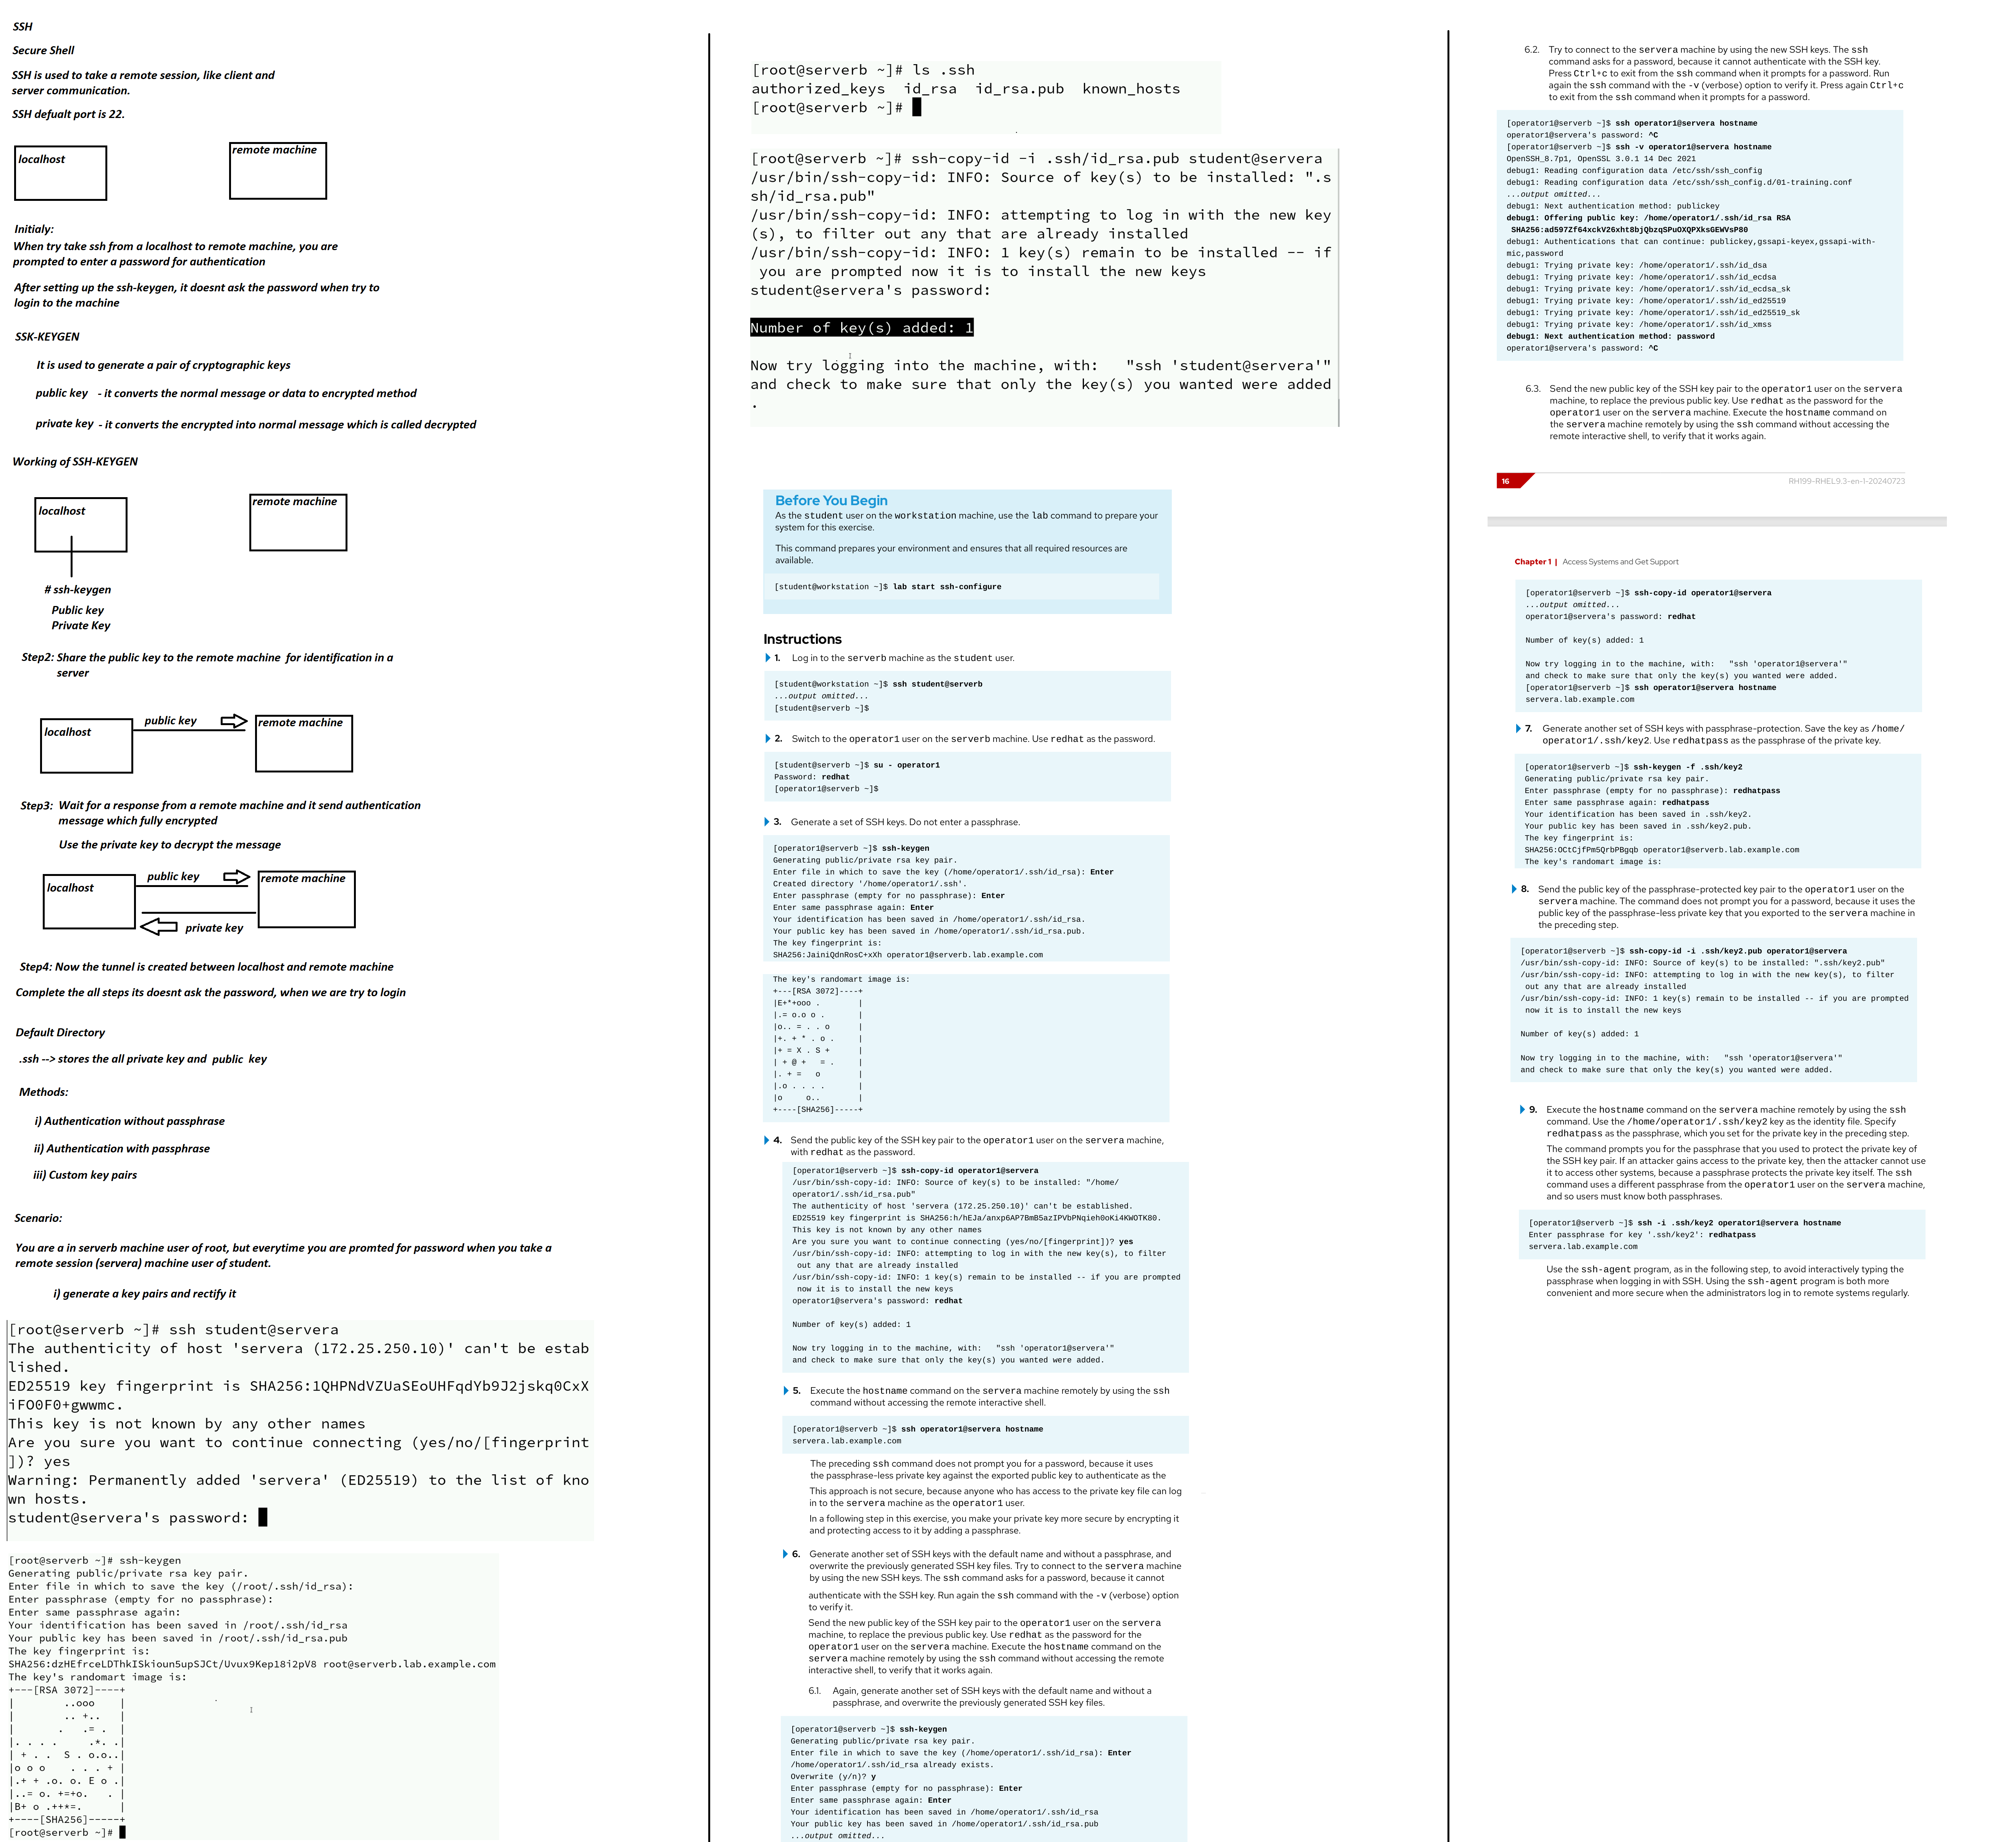 SSH
Secure Shell
SSH is used to take a remote session, like client and
server communication.
SSH defualt port is 22.
localhost
remote machine
Initialy:
When try take ssh from a localhost to remote machine, you are
prompted to enter a password for authentication
After setting up the ssh-keygen, it doesnt ask the password when try to
login to the machine
SSK-KEYGEN
It is used to generate a pair of cryptographic keys
public key - it converts the normal message or data to encrypted method
private key - it converts the encrypted into normal message which is called decrypted
Working of SSH-KEYGEN
localhost
remote machine
# ssh-keygen
Public key
Private Key
Step2: Share the public key to the remote machine for identification in a
server
localhost
public key
remote machine
Step3: Wait for a response from a remote machine and it send authentication
message which fully encrypted
Use the private key to decrypt the message
localhost
public key
remote machine
private key
Step4: Now the tunnel is created between localhost and remote machine
Complete the all steps its doesnt ask the password, when we are try to login
Default Directory
.ssh --> stores the all private key and public key
Methods:
i) Authentication without passphrase
ii) Authentication with passphrase
iii) Custom key pairs
Scenario:
You are a in serverb machine user of root, but everytime you are promted for password when you take a
remote session (servera) machine user of student.
i) generate a key pairs and rectify it
[root@serverb ~]# ssh student@servera
The authenticity of host 'servera (172.25.250.10)' can't be estab
lished.
ED25519 key fingerprint is SHA256:1QHPNdVZUaSEoUHFqdYb9J2jskq0CxX
iFO0F0+gwwmc.
This key is not known by any other names
Are you sure you want to continue connecting (yes/no/[fingerprint
])? yes
Warning: Permanently added 'servera' (ED25519) to the list of kno
wn hosts.
student@servera's password:
[root@serverb ~]# ssh-keygen
Generating public/private rsa key pair.
Enter file in which to save the key (/root/.ssh/id_rsa):
Enter passphrase (empty for no passphrase):
Enter same passphrase again:
Your identification has been saved in /root/.ssh/id_rsa
Your public key has been saved in /root/.ssh/id_rsa.pub
The key fingerprint is:
SHA256:dzHEfrceLDThkISkioun5upSJCt/Uvux9Kep18i2pV8 root@serverb.lab.example.com
The key's randomart image is:
+---[RSA 3072]----+
|        ..ooo    |
|        .. +..   |
|       .   .= .  |
|. . . .     .*. .|
| + . .  S . o.o..|
|o o o    . . . + |
|.+ + .o. o. E o .|
|..= o. +=+o.   . |
|B+ o .++*=.      |
+----[SHA256]-----+
[root@serverb ~]#
[root@serverb ~]# ls .ssh
authorized_keys  id_rsa  id_rsa.pub  known_hosts
[root@serverb ~]#
[root@serverb ~]# ssh-copy-id -i .ssh/id_rsa.pub student@servera
/usr/bin/ssh-copy-id: INFO: Source of key(s) to be installed: ".s
sh/id_rsa.pub"
/usr/bin/ssh-copy-id: INFO: attempting to log in with the new key
(s), to filter out any that are already installed
/usr/bin/ssh-copy-id: INFO: 1 key(s) remain to be installed -- if
 you are prompted now it is to install the new keys
student@servera's password:
Number of key(s) added: 1
Now try logging into the machine, with:   "ssh 'student@servera'"
and check to make sure that only the key(s) you wanted were added
.
Before You Begin
As the student user on the workstation machine, use the lab command to prepare your
system for this exercise.
This command prepares your environment and ensures that all required resources are
available.
[student@workstation ~]$ lab start ssh-configure
Instructions
1. Log in to the serverb machine as the student user.
[student@workstation ~]$ ssh student@serverb
...output omitted...
[student@serverb ~]$
2. Switch to the operator1 user on the serverb machine. Use redhat as the password.
[student@serverb ~]$ su - operator1
Password: redhat
[operator1@serverb ~]$
3. Generate a set of SSH keys. Do not enter a passphrase.
[operator1@serverb ~]$ ssh-keygen
Generating public/private rsa key pair.
Enter file in which to save the key (/home/operator1/.ssh/id_rsa): Enter
Created directory '/home/operator1/.ssh'.
Enter passphrase (empty for no passphrase): Enter
Enter same passphrase again: Enter
Your identification has been saved in /home/operator1/.ssh/id_rsa.
Your public key has been saved in /home/operator1/.ssh/id_rsa.pub.
The key fingerprint is:
SHA256:JainiQdnRosC+xXh operator1@serverb.lab.example.com
The key's randomart image is:
+---[RSA 3072]----+
|E+*+ooo .        |
|.= o.o o .       |
|o.. = . . o      |
|+. + * . o .     |
|+ = X . S +      |
| + @ +   = .     |
|. + =   o        |
|.o . . . .       |
|o     o..        |
+----[SHA256]-----+
4. Send the public key of the SSH key pair to the operator1 user on the servera machine,
with redhat as the password.
[operator1@serverb ~]$ ssh-copy-id operator1@servera
/usr/bin/ssh-copy-id: INFO: Source of key(s) to be installed: "/home/
operator1/.ssh/id_rsa.pub"
The authenticity of host 'servera (172.25.250.10)' can't be established.
ED25519 key fingerprint is SHA256:h/hEJa/anxp6AP7BmB5azIPVbPNqieh0oKi4KWOTK80.
This key is not known by any other names
Are you sure you want to continue connecting (yes/no/[fingerprint])? yes
/usr/bin/ssh-copy-id: INFO: attempting to log in with the new key(s), to filter
 out any that are already installed
/usr/bin/ssh-copy-id: INFO: 1 key(s) remain to be installed -- if you are prompted
 now it is to install the new keys
operator1@servera's password: redhat
Number of key(s) added: 1
Now try logging in to the machine, with:   "ssh 'operator1@servera'"
and check to make sure that only the key(s) you wanted were added.
5. Execute the hostname command on the servera machine remotely by using the ssh
command without accessing the remote interactive shell.
[operator1@serverb ~]$ ssh operator1@servera hostname
servera.lab.example.com
The preceding ssh command does not prompt you for a password, because it uses
the passphrase-less private key against the exported public key to authenticate as the
This approach is not secure, because anyone who has access to the private key file can log
in to the servera machine as the operator1 user.
In a following step in this exercise, you make your private key more secure by encrypting it
and protecting access to it by adding a passphrase.
6. Generate another set of SSH keys with the default name and without a passphrase, and
overwrite the previously generated SSH key files. Try to connect to the servera machine
by using the new SSH keys. The ssh command asks for a password, because it cannot
authenticate with the SSH key. Run again the ssh command with the -v (verbose) option
to verify it.
Send the new public key of the SSH key pair to the operator1 user on the servera
machine, to replace the previous public key. Use redhat as the password for the
operator1 user on the servera machine. Execute the hostname command on the
servera machine remotely by using the ssh command without accessing the remote
interactive shell, to verify that it works again.
6.1. Again, generate another set of SSH keys with the default name and without a
passphrase, and overwrite the previously generated SSH key files.
[operator1@serverb ~]$ ssh-keygen
Generating public/private rsa key pair.
Enter file in which to save the key (/home/operator1/.ssh/id_rsa): Enter
/home/operator1/.ssh/id_rsa already exists.
Overwrite (y/n)? y
Enter passphrase (empty for no passphrase): Enter
Enter same passphrase again: Enter
Your identification has been saved in /home/operator1/.ssh/id_rsa
Your public key has been saved in /home/operator1/.ssh/id_rsa.pub
...output omitted...
6.2. Try to connect to the servera machine by using the new SSH keys. The ssh
command asks for a password, because it cannot authenticate with the SSH key.
Press Ctrl+c to exit from the ssh command when it prompts for a password. Run
again the ssh command with the -v (verbose) option to verify it. Press again Ctrl+c
to exit from the ssh command when it prompts for a password.
[operator1@serverb ~]$ ssh operator1@servera hostname
operator1@servera's password: ^C
[operator1@serverb ~]$ ssh -v operator1@servera hostname
OpenSSH_8.7p1, OpenSSL 3.0.1 14 Dec 2021
debug1: Reading configuration data /etc/ssh/ssh_config
debug1: Reading configuration data /etc/ssh/ssh_config.d/01-training.conf
...output omitted...
debug1: Next authentication method: publickey
debug1: Offering public key: /home/operator1/.ssh/id_rsa RSA
 SHA256:ad597Zf64xckV26xht8bjQbzqSPuOXQPXksGEWVsP80
debug1: Authentications that can continue: publickey,gssapi-keyex,gssapi-with-
mic,password
debug1: Trying private key: /home/operator1/.ssh/id_dsa
debug1: Trying private key: /home/operator1/.ssh/id_ecdsa
debug1: Trying private key: /home/operator1/.ssh/id_ecdsa_sk
debug1: Trying private key: /home/operator1/.ssh/id_ed25519
debug1: Trying private key: /home/operator1/.ssh/id_ed25519_sk
debug1: Trying private key: /home/operator1/.ssh/id_xmss
debug1: Next authentication method: password
operator1@servera's password: ^C
6.3. Send the new public key of the SSH key pair to the operator1 user on the servera
machine, to replace the previous public key. Use redhat as the password for the
operator1 user on the servera machine. Execute the hostname command on
the servera machine remotely by using the ssh command without accessing the
remote interactive shell, to verify that it works again.
16
RH199-RHEL9.3-en-1-20240723
Chapter 1 | Access Systems and Get Support
[operator1@serverb ~]$ ssh-copy-id operator1@servera
...output omitted...
operator1@servera's password: redhat
Number of key(s) added: 1
Now try logging in to the machine, with:   "ssh 'operator1@servera'"
and check to make sure that only the key(s) you wanted were added.
[operator1@serverb ~]$ ssh operator1@servera hostname
servera.lab.example.com
7. Generate another set of SSH keys with passphrase-protection. Save the key as /home/
operator1/.ssh/key2. Use redhatpass as the passphrase of the private key.
[operator1@serverb ~]$ ssh-keygen -f .ssh/key2
Generating public/private rsa key pair.
Enter passphrase (empty for no passphrase): redhatpass
Enter same passphrase again: redhatpass
Your identification has been saved in .ssh/key2.
Your public key has been saved in .ssh/key2.pub.
The key fingerprint is:
SHA256:OCtCjfPm5QrbPBgqb operator1@serverb.lab.example.com
The key's randomart image is:
8. Send the public key of the passphrase-protected key pair to the operator1 user on the
servera machine. The command does not prompt you for a password, because it uses the
public key of the passphrase-less private key that you exported to the servera machine in
the preceding step.
[operator1@serverb ~]$ ssh-copy-id -i .ssh/key2.pub operator1@servera
/usr/bin/ssh-copy-id: INFO: Source of key(s) to be installed: ".ssh/key2.pub"
/usr/bin/ssh-copy-id: INFO: attempting to log in with the new key(s), to filter
 out any that are already installed
/usr/bin/ssh-copy-id: INFO: 1 key(s) remain to be installed -- if you are prompted
 now it is to install the new keys
Number of key(s) added: 1
Now try logging in to the machine, with:   "ssh 'operator1@servera'"
and check to make sure that only the key(s) you wanted were added.
9. Execute the hostname command on the servera machine remotely by using the ssh
command. Use the /home/operator1/.ssh/key2 key as the identity file. Specify
redhatpass as the passphrase, which you set for the private key in the preceding step.
The command prompts you for the passphrase that you used to protect the private key of
the SSH key pair. If an attacker gains access to the private key, then the attacker cannot use
it to access other systems, because a passphrase protects the private key itself. The ssh
command uses a different passphrase from the operator1 user on the servera machine,
and so users must know both passphrases.
[operator1@serverb ~]$ ssh -i .ssh/key2 operator1@servera hostname
Enter passphrase for key '.ssh/key2': redhatpass
servera.lab.example.com
Use the ssh-agent program, as in the following step, to avoid interactively typing the
passphrase when logging in with SSH. Using the ssh-agent program is both more
convenient and more secure when the administrators log in to remote systems regularly.